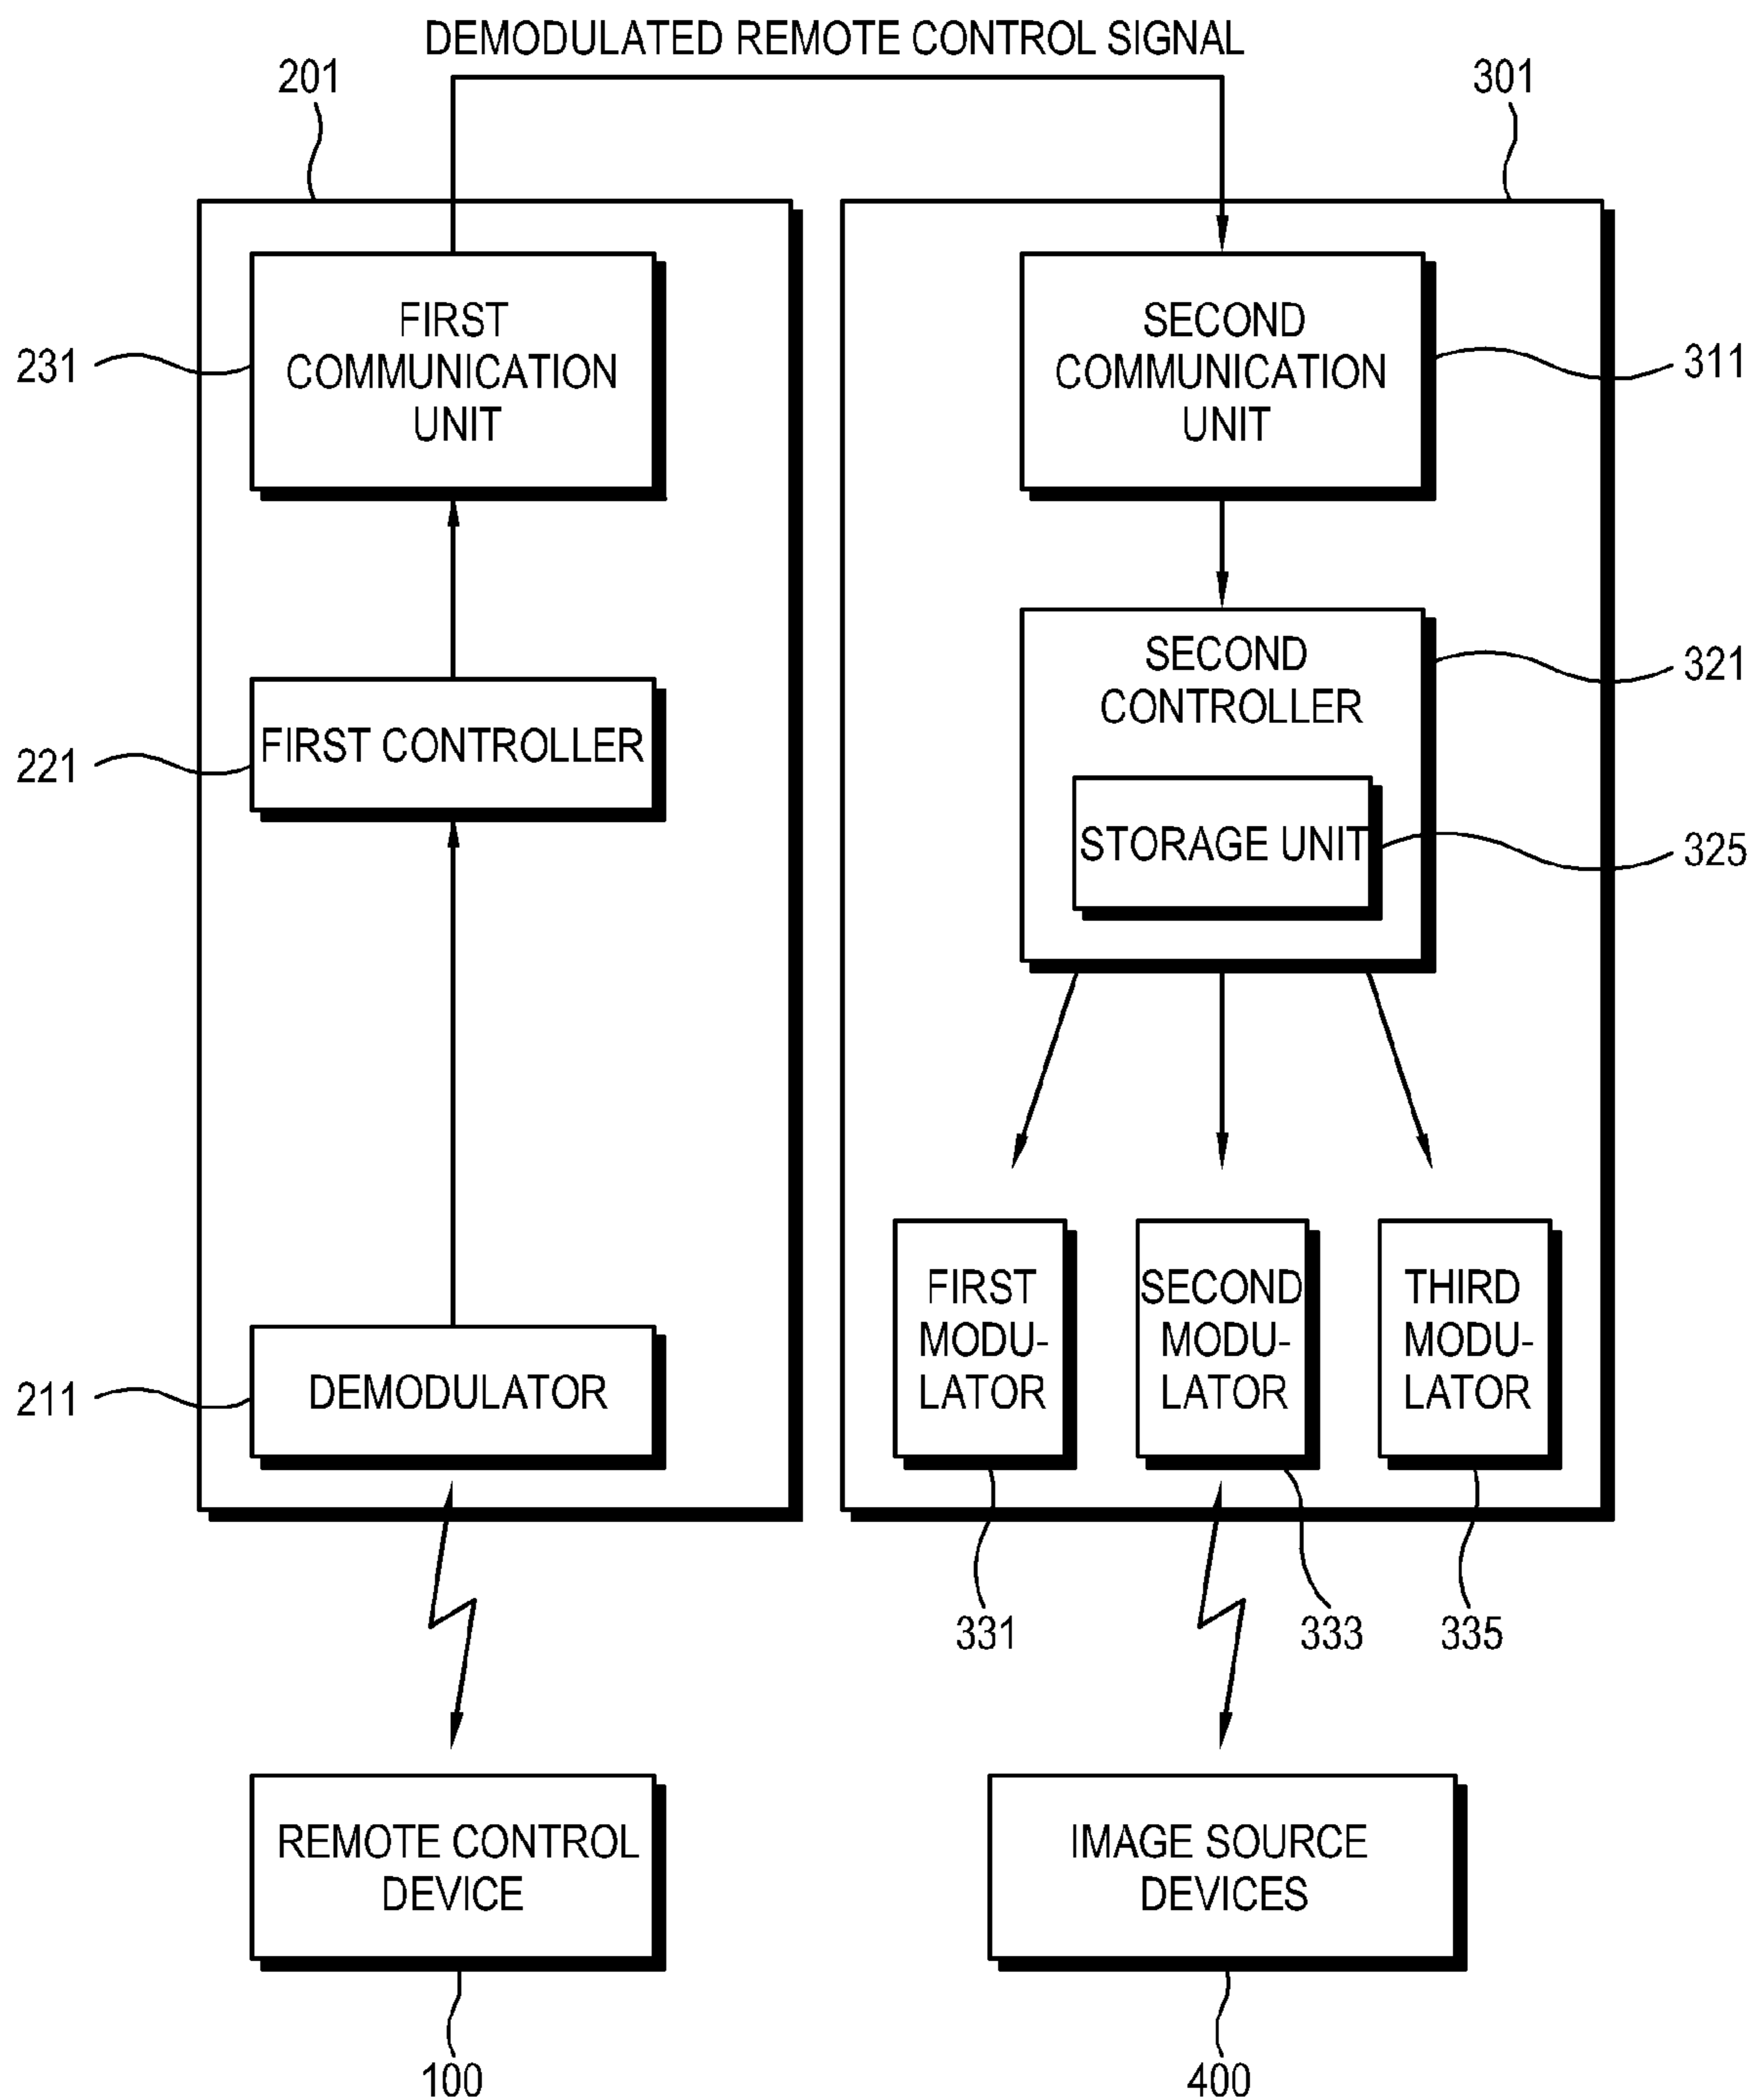 DEMODULATED REMOTE CONTROL SIGNAL
201
301
FIRST
COMMUNICATION
UNIT
231
SECOND
COMMUNICATION
UNIT
311
FIRST CONTROLLER
221
SECOND
CONTROLLER
321
STORAGE UNIT
325
DEMODULATOR
211
FIRST
MODU-
LATOR
SECOND
MODU-
LATOR
THIRD
MODU-
LATOR
331
333
335
REMOTE CONTROL
DEVICE
IMAGE SOURCE
DEVICES
100
400